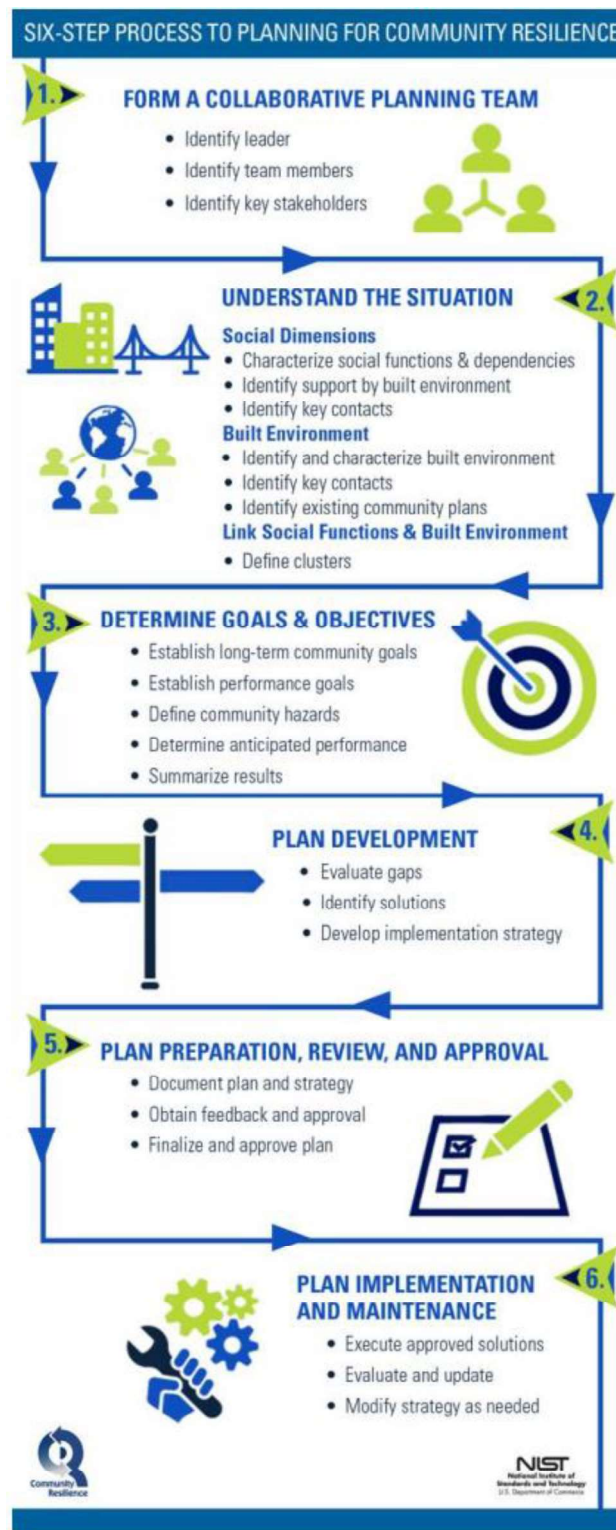 SIX-STEP PROCESS TO PLANNING FOR COMMUNITY RESILIENCE
1.
FORM A COLLABORATIVE PLANNING TEAM
• Identify leader
• Identify team members
• Identify key stakeholders
2.
UNDERSTAND THE SITUATION
Social Dimensions
• Characterize social functions & dependencies
• Identify support by built environment
• Identify key contacts
Built Environment
• Identify and characterize built environment
• Identify key contacts
• Identify existing community plans
Link Social Functions & Built Environment
• Define clusters
3.
DETERMINE GOALS & OBJECTIVES
• Establish long-term community goals
• Establish performance goals
• Define community hazards
• Determine anticipated performance
• Summarize results
4.
PLAN DEVELOPMENT
• Evaluate gaps
• Identify solutions
• Develop implementation strategy
5.
PLAN PREPARATION, REVIEW, AND APPROVAL
• Document plan and strategy
• Obtain feedback and approval
• Finalize and approve plan
6.
PLAN IMPLEMENTATION
AND MAINTENANCE
• Execute approved solutions
• Evaluate and update
• Modify strategy as needed
Community
Resilience
NIST
National Institute of
Standards and Technology
U.S. Department of Commerce